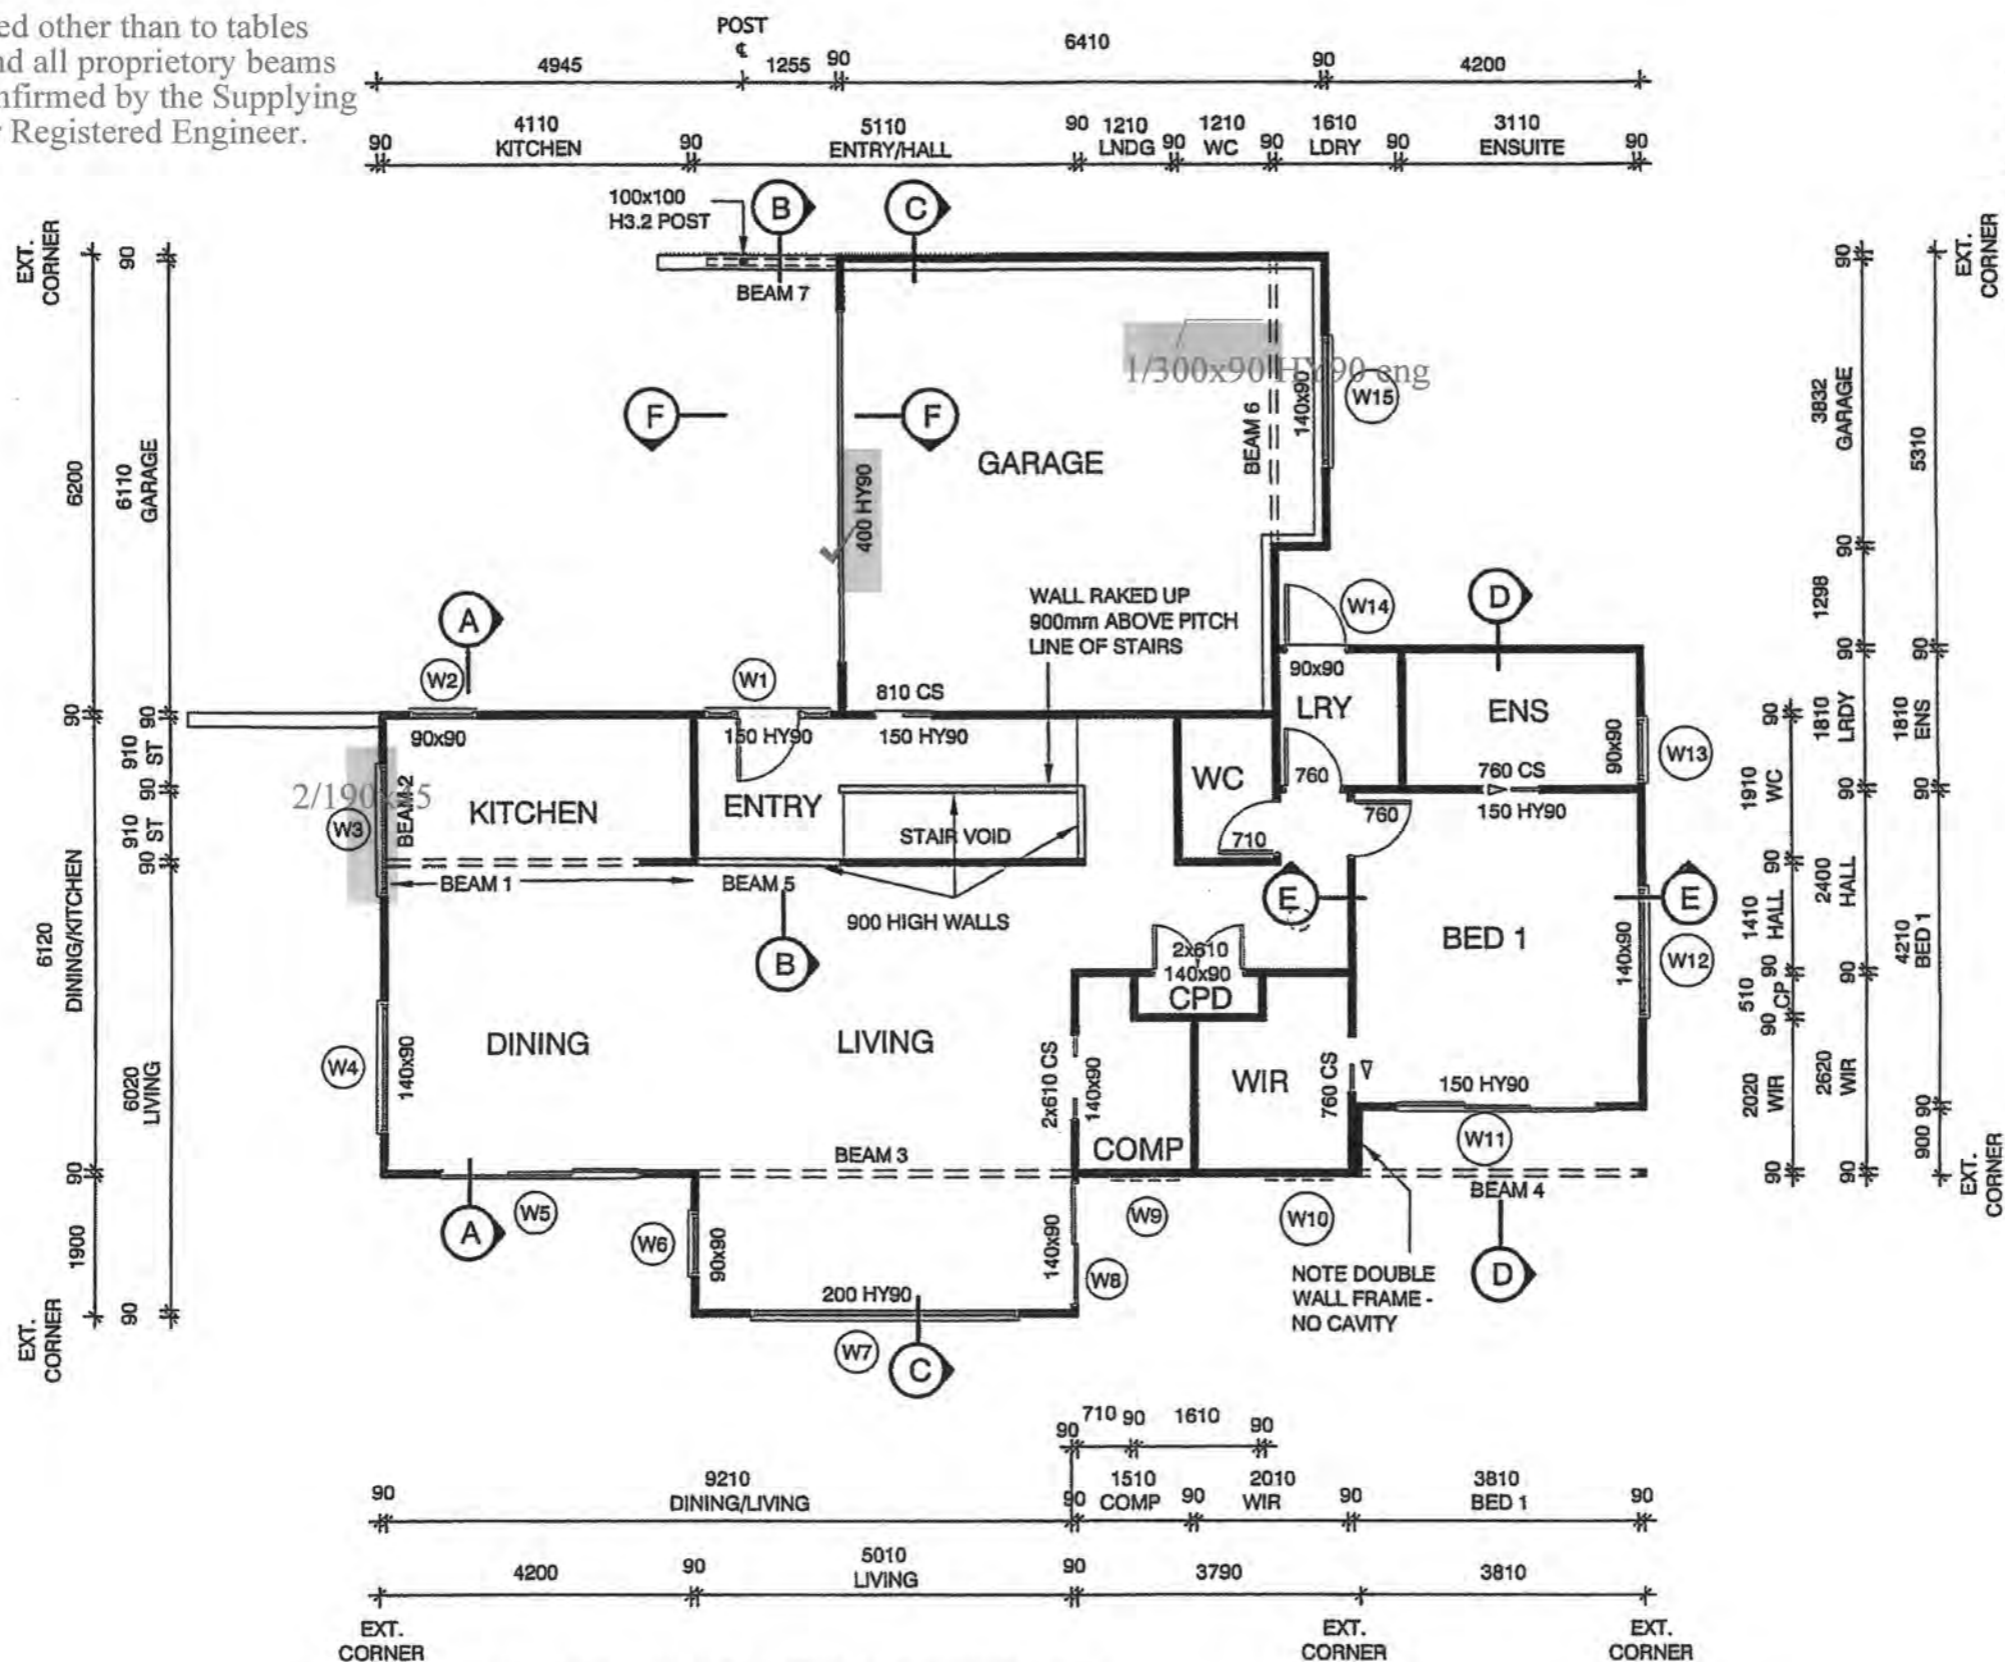 ed other than to tables
nd all proprietory beams
nfirmed by the Supplying
r Registered Engineer.
POST
℄
4945 1255 90 6410 90 4200
90 4110 90 5110 90 1210 90 1210 90 1610 90 3110 90
KITCHEN ENTRY/HALL LNDG WC LDRY ENSUITE
100x100
H3.2 POST
B
C
BEAM 7
EXT.
CORNER
90
6200
6110
GARAGE
90
90
910
ST
90
910
ST
90
6120
DINING/KITCHEN
6020
LIVING
90
1900
90
EXT.
CORNER
F
F
GARAGE
400 HY90
1/300x90 HY90 eng
BEAM 6
140x90
W15
WALL RAKED UP
900mm ABOVE PITCH
LINE OF STAIRS
W14
D
A
W2
W1
810 CS
90x90
LRY
ENS
90x90
150 HY90
150 HY90
90x90
W13
2/190x45
BEAM 2
W3
KITCHEN
ENTRY
WC
760
760 CS
150 HY90
STAIR VOID
710
760
BEAM 1
BEAM 5
900 HIGH WALLS
E
E
B
BED 1
140x90
W12
2x610
140x90
CPD
DINING
LIVING
W4
140x90
2x610 CS
140x90
WIR
760 CS
150 HY90
COMP
W11
BEAM 3
BEAM 4
A
W5
W6
90x90
140x90
W8
W9
W10
D
200 HY90
W7
C
NOTE DOUBLE
WALL FRAME -
NO CAVITY
EXT.
CORNER
90
3832
GARAGE
90
1298
90
1810
LRDY
90
2400
HALL
90
2620
WIR
90
5310
90
1810
ENS
90
4210
BED 1
90
900
90
1910
WC
90
1410
HALL
90
510
CP
90
2020
WIR
90
EXT.
CORNER
90 710 90 1610 90
90 9210 90 1510 90 2010 90 3810 90
DINING/LIVING COMP WIR BED 1
4200 90 5010 90 3790 3810
LIVING
EXT.
CORNER
EXT.
CORNER
EXT.
CORNER